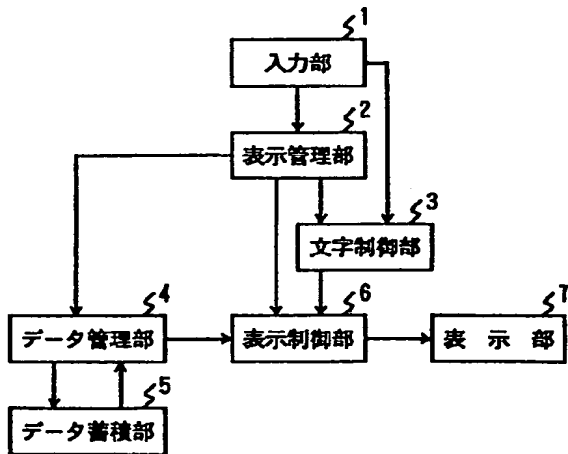 1
入力部
2
表示管理部
3
文字制御部
4
データ管理部
6
表示制御部
7
表 示 部
5
データ蓄積部